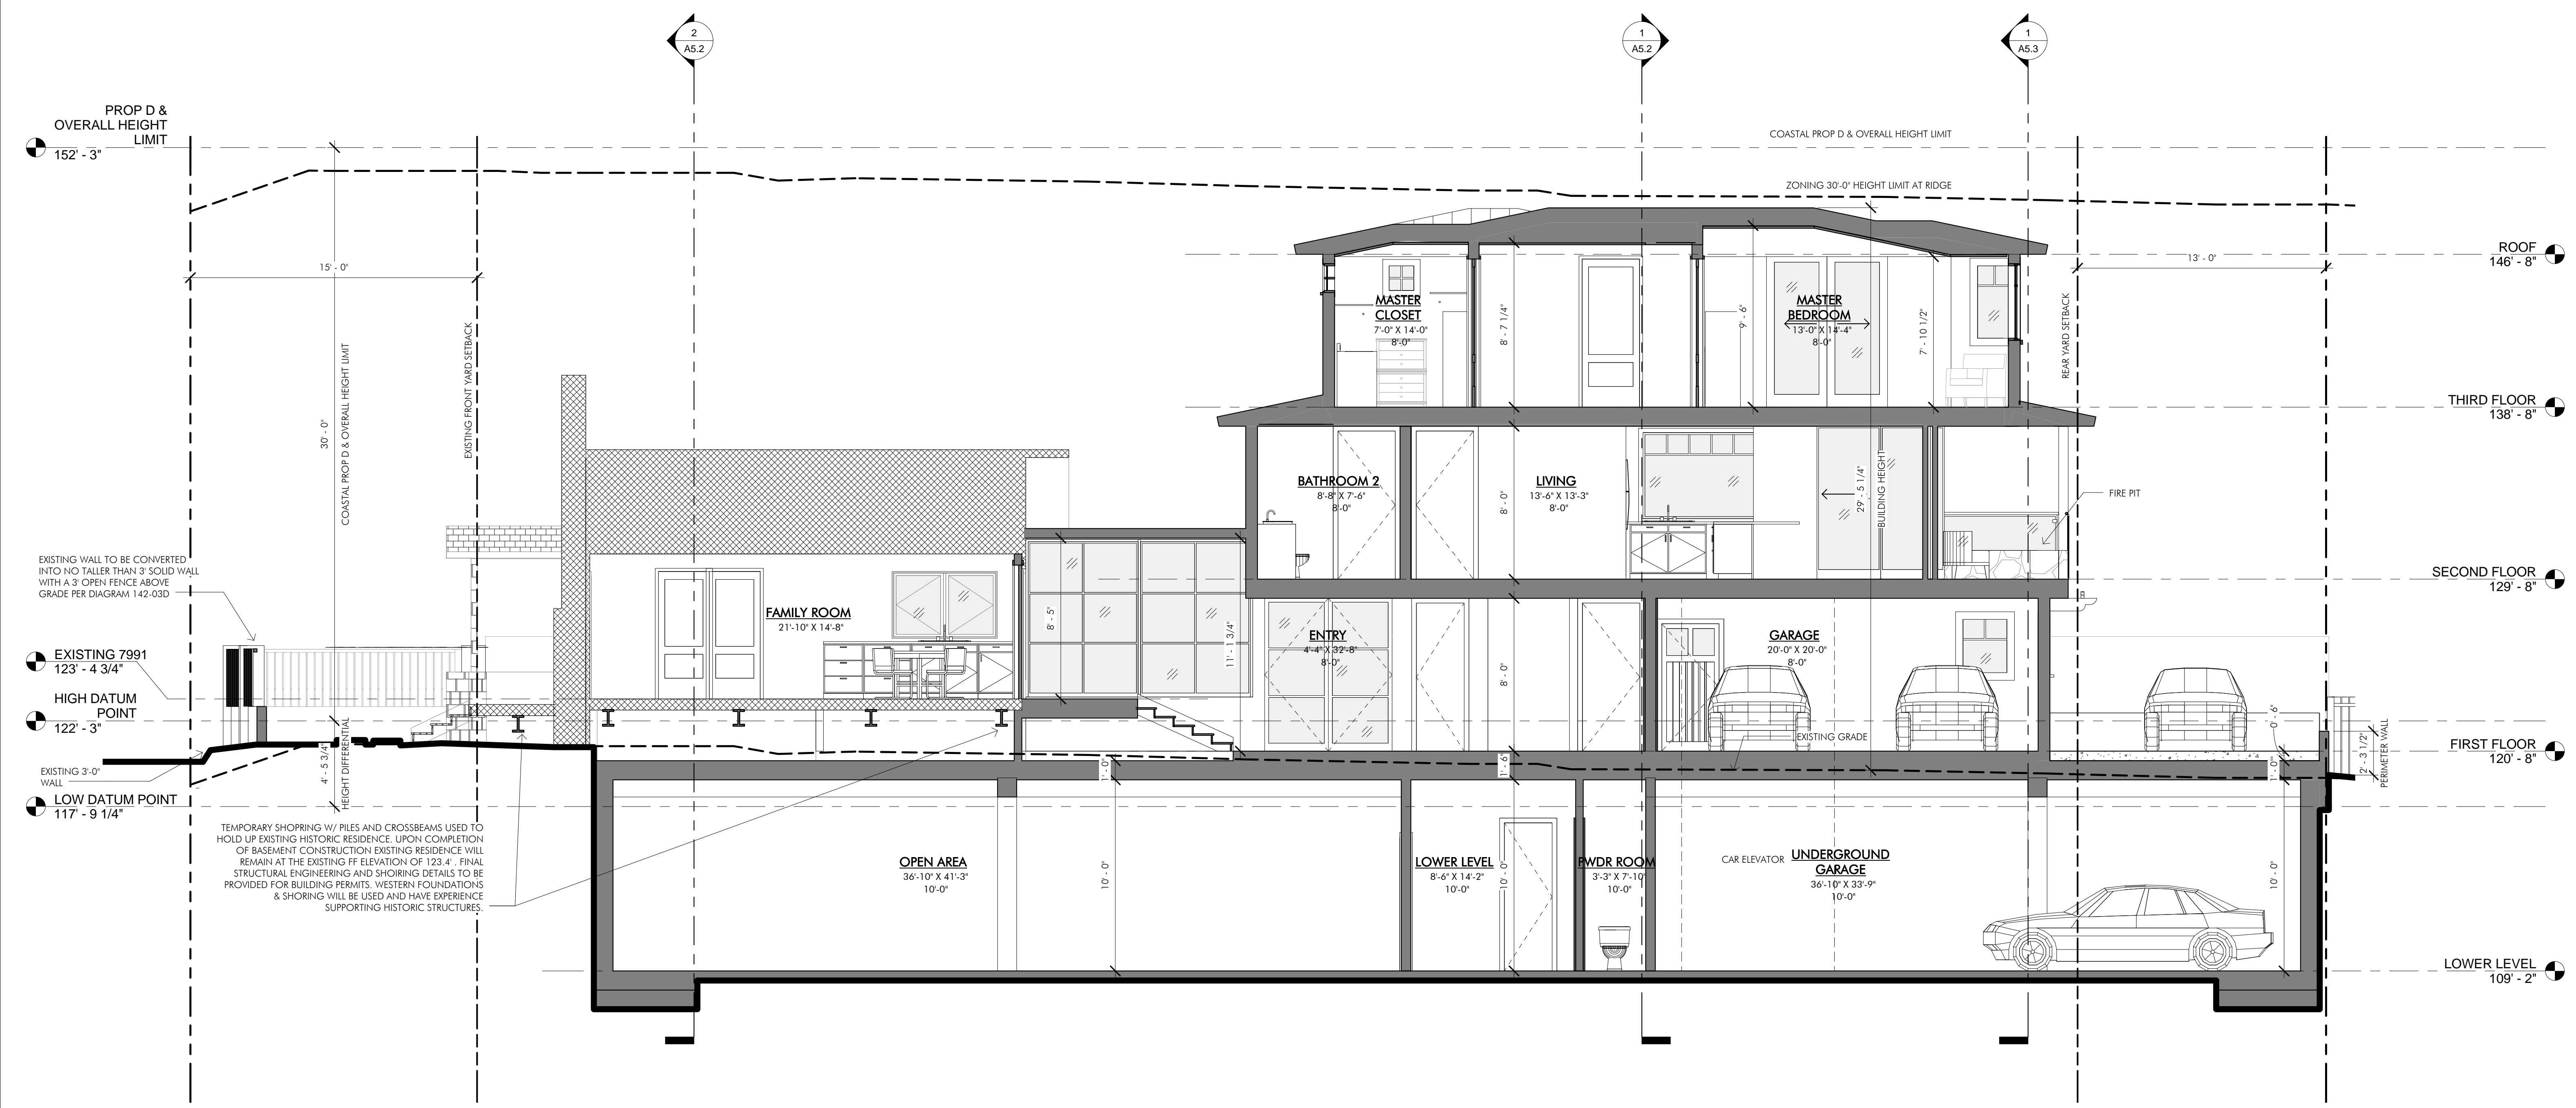 2
A5.2
1
A5.2
1
A5.3
PROP D &
OVERALL HEIGHT
LIMIT
152' - 3"
COASTAL PROP D & OVERALL HEIGHT LIMIT
ZONING 30'-0" HEIGHT LIMIT AT RIDGE
15' - 0"
13' - 0"
ROOF
146' - 8"
30' - 0"
COASTAL PROP D & OVERALL HEIGHT LIMIT
EXISTING FRONT YARD SETBACK
MASTER
CLOSET
7'-0" X 14'-0"
8'-0"
8' - 7 1/4"
9' - 6"
MASTER
BEDROOM
13'-0" X 14'-4"
8'-0"
7' - 10 1/2"
REAR YARD SETBACK
THIRD FLOOR
138' - 8"
BATHROOM 2
8'-8" X 7'-6"
8'-0"
8' - 0"
LIVING
13'-6" X 13'-3"
8'-0"
29' - 5 1/4"
BUILDING HEIGHT
FIRE PIT
SECOND FLOOR
129' - 8"
EXISTING WALL TO BE CONVERTED
INTO NO TALLER THAN 3' SOLID WALL
WITH A 3' OPEN FENCE ABOVE
GRADE PER DIAGRAM 142-03D
FAMILY ROOM
21'-10" X 14'-8"
8' - 5"
11' - 1 3/4"
ENTRY
4'-4" X 32'-8"
8'-0"
8' - 0"
GARAGE
20'-0" X 20'-0"
8'-0"
EXISTING 7991
123' - 4 3/4"
HIGH DATUM
POINT
122' - 3"
EXISTING GRADE
0' - 6"
1' - 0"
2' - 3 1/2"
PERIMETER WALL
FIRST FLOOR
120' - 8"
EXISTING 3'-0"
WALL
4' - 5 3/4"
HEIGHT DIFFERENTIAL
1' - 0"
1' - 6"
LOW DATUM POINT
117' - 9 1/4"
TEMPORARY SHOPRING W/ PILES AND CROSSBEAMS USED TO
HOLD UP EXISTING HISTORIC RESIDENCE. UPON COMPLETION
OF BASEMENT CONSTRUCTION EXISTING RESIDENCE WILL
REMAIN AT THE EXISTING FF ELEVATION OF 123.4' . FINAL
STRUCTURAL ENGINEERING AND SHOIRING DETAILS TO BE
PROVIDED FOR BUILDING PERMITS. WESTERN FOUNDATIONS
& SHORING WILL BE USED AND HAVE EXPERIENCE
SUPPORTING HISTORIC STRUCTURES.
OPEN AREA
36'-10" X 41'-3"
10'-0"
10' - 0"
LOWER LEVEL
8'-6" X 14'-2"
10'-0"
10' - 0"
PWDR ROOM
3'-3" X 7'-10"
10'-0"
CAR ELEVATOR
UNDERGROUND
GARAGE
36'-10" X 33'-9"
10'-0"
10' - 0"
LOWER LEVEL
109' - 2"